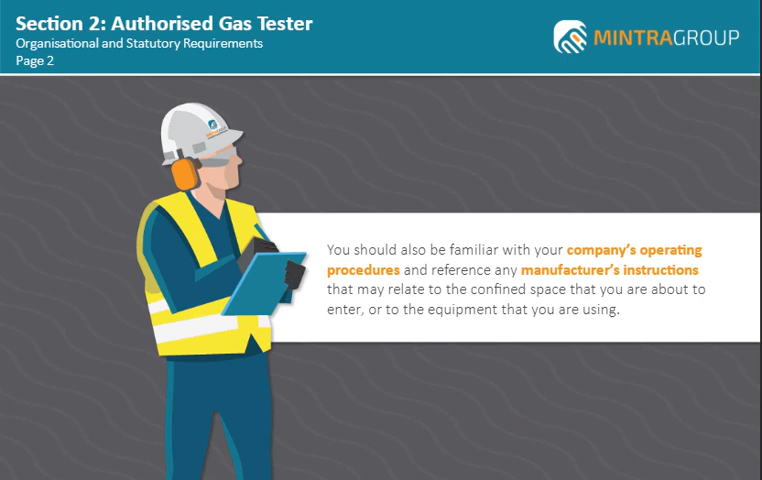 Section 2: Authorised Gas Tester
Organisational and Statutory Requirements
Page 2
MINTRAGROUP
You should also be familiar with your company's operating
procedures and reference any manufacturer's instructions
that may relate to the confined space that you are about to
enter, or to the equipment that you are using.